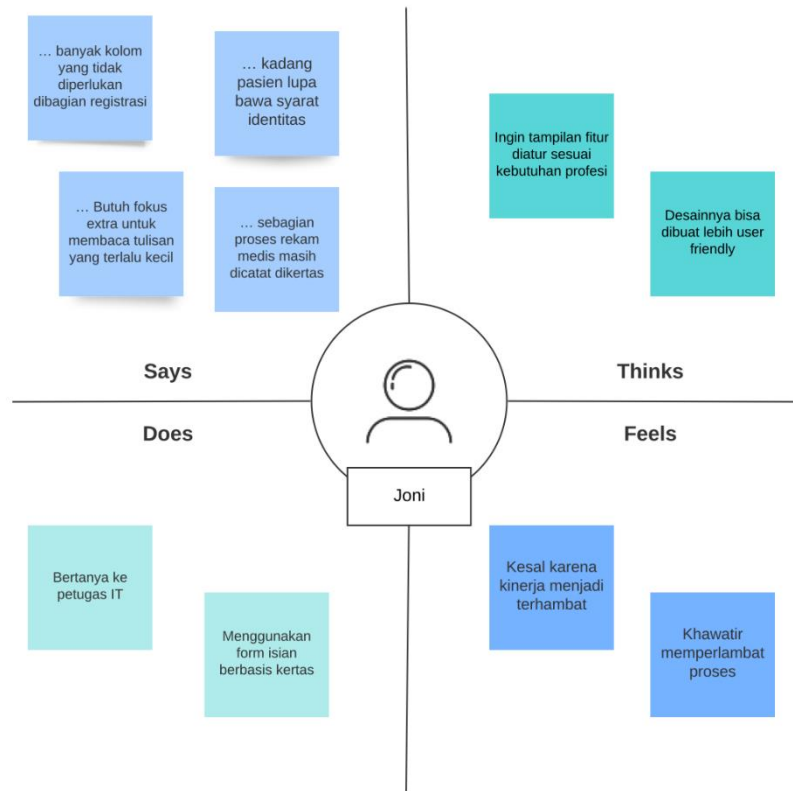 … banyak kolom
yang tidak
diperlukan
dibagian registrasi
… kadang
pasien lupa
bawa syarat
identitas
… Butuh fokus
extra untuk
membaca tulisan
yang terlalu kecil
… sebagian
proses rekam
medis masih
dicatat dikertas
Says
Ingin tampilan fitur
diatur sesuai
kebutuhan profesi
Desainnya bisa
dibuat lebih user
friendly
Thinks
Joni
Does
Bertanya ke
petugas IT
Menggunakan
form isian
berbasis kertas
Feels
Kesal karena
kinerja menjadi
terhambat
Khawatir
memperlambat
proses